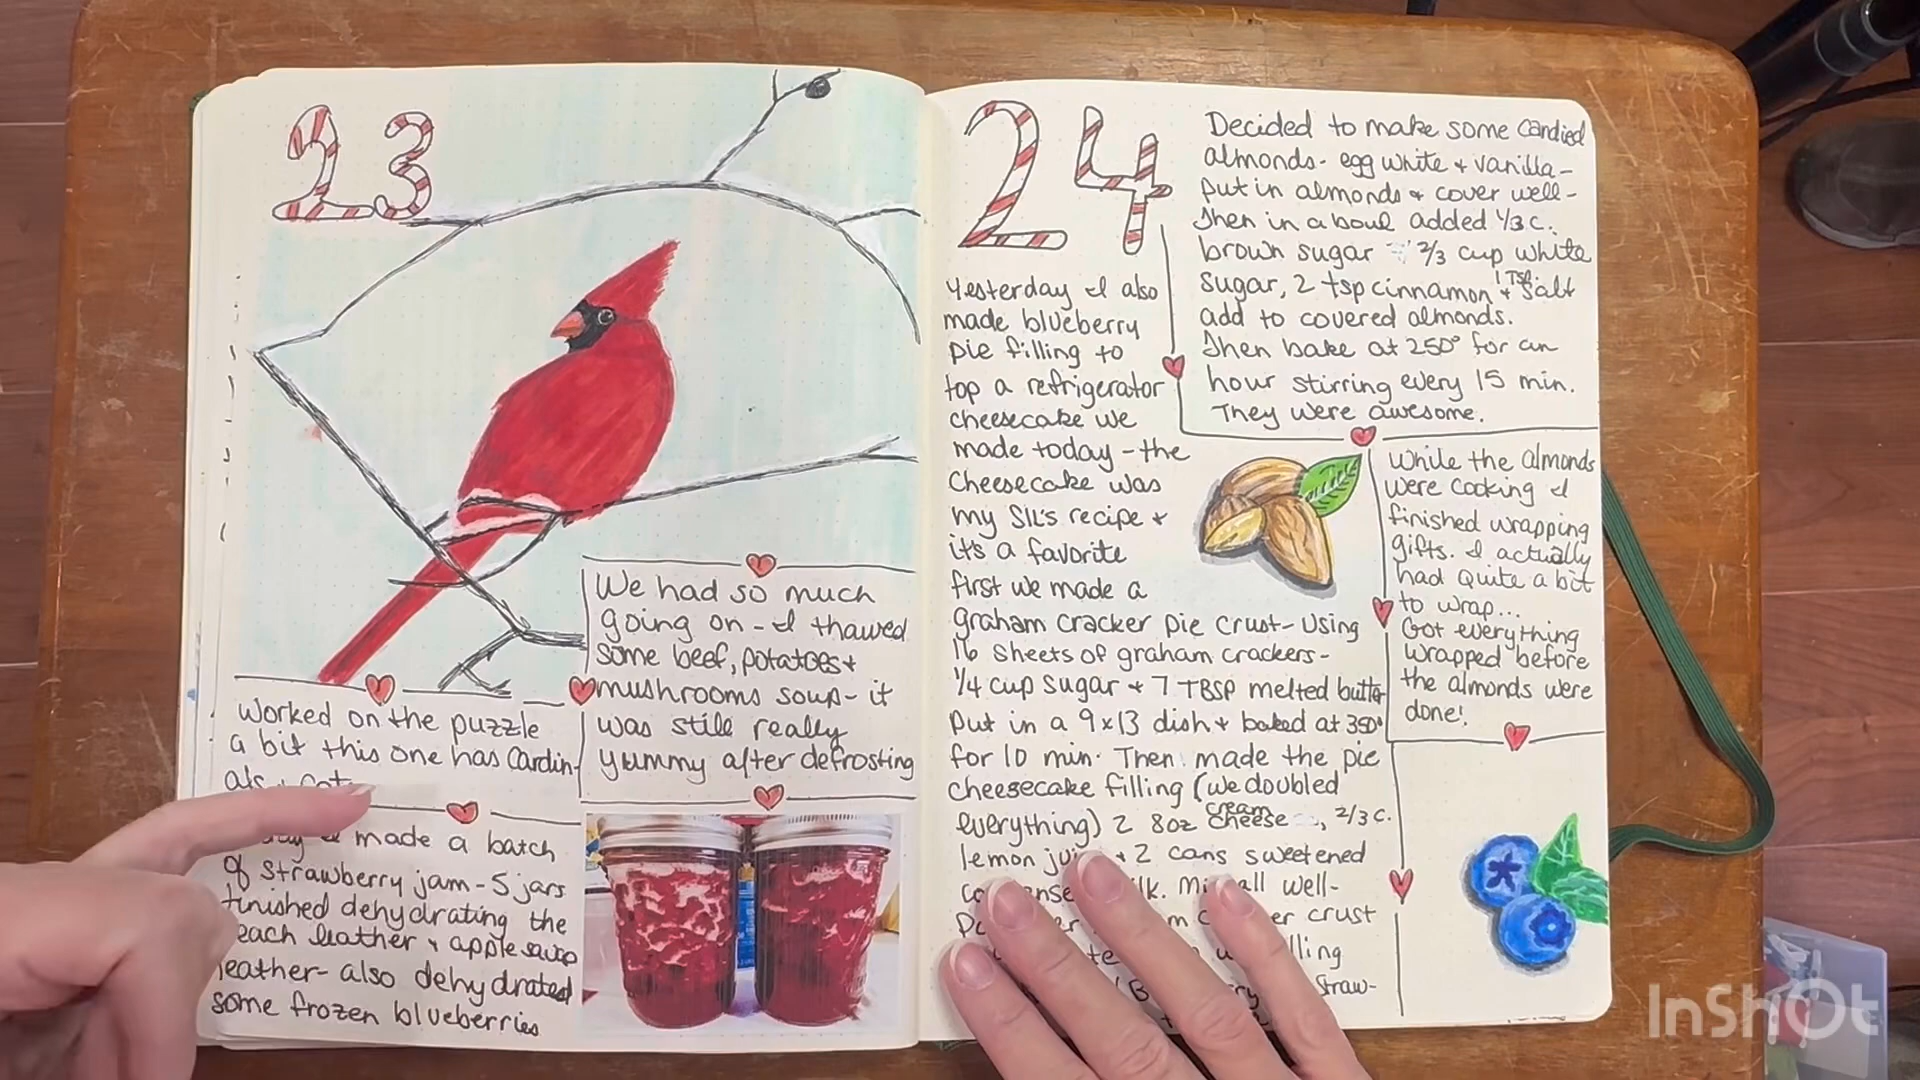 23
We had so much
going on - I thawed
some beef, potatoes +
mushrooms soup - it
was still really
yummy after defrosting
Worked on the puzzle
a bit this one has Cardin-
als +
I made a batch
of strawberry jam - 5 jars
finished dehydrating the
peach leather + applesauce
leather - also dehydrated
some frozen blueberries
24
Yesterday I also
made blueberry
pie filling to
top a refrigerator
cheesecake we
made today - the
cheesecake was
my SIL's recipe +
it's a favorite
first we made a
graham cracker pie crust - using
16 sheets of graham crackers -
1/4 cup sugar + 7 TBSP melted butter
put in a 9x13 dish + baked at 350°
for 10 min. Then made the pie
cheesecake filling (we doubled
everything) 2 8oz cream cheese, 2/3 c.
lemon + 2 cans sweetened
all well -
crust
Straw-
Decided to make some candied
almonds - egg white + vanilla -
put in almonds + cover well -
Then in a bowl added 1/3 c.
brown sugar 2/3 cup white
sugar, 2 tsp cinnamon + 1 Tsp salt
add to covered almonds.
Then bake at 250° for an
hour stirring every 15 min.
They were awesome.
While the almonds
were cooking I
finished wrapping
gifts. I actually
had quite a bit
to wrap...
Got everything
wrapped before
the almonds were
done!
InShOt